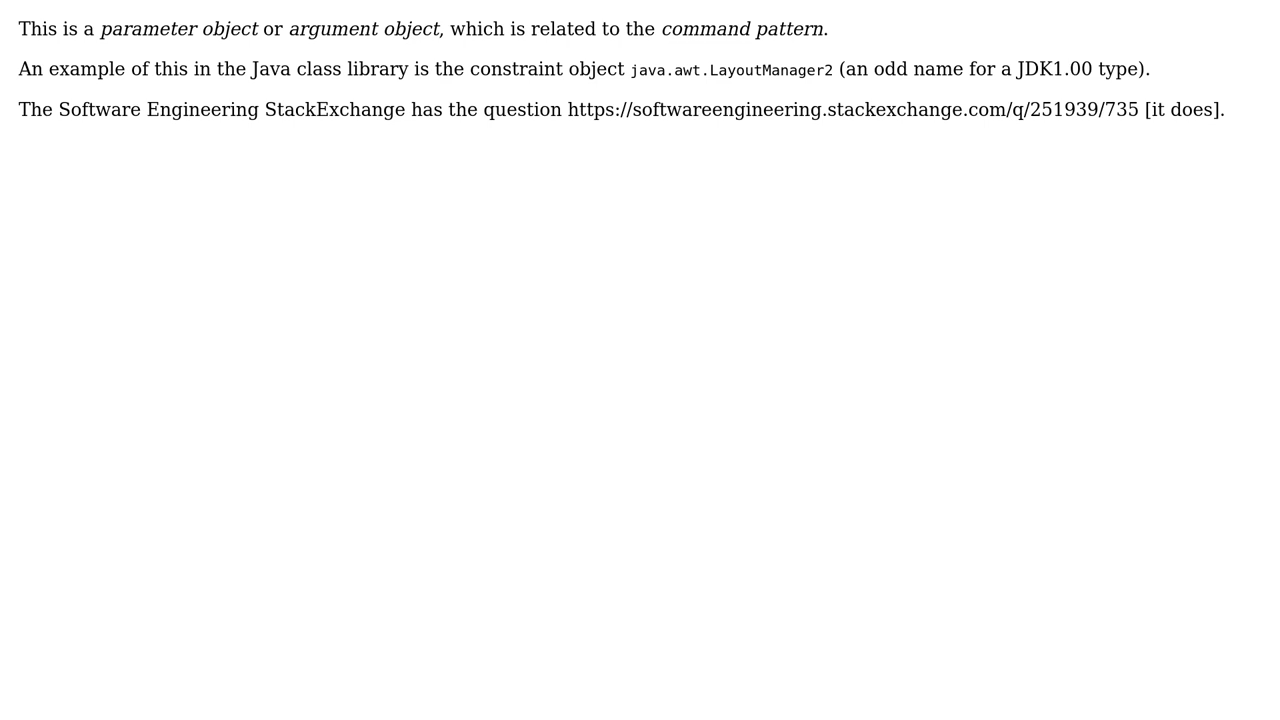 This is a parameter object or argument object, which is related to the command pattern.
An example of this in the Java class library is the constraint object java.awt.LayoutManager2 (an odd name for a JDK1.00 type).
The Software Engineering StackExchange has the question https://softwareengineering.stackexchange.com/q/251939/735 [it does].